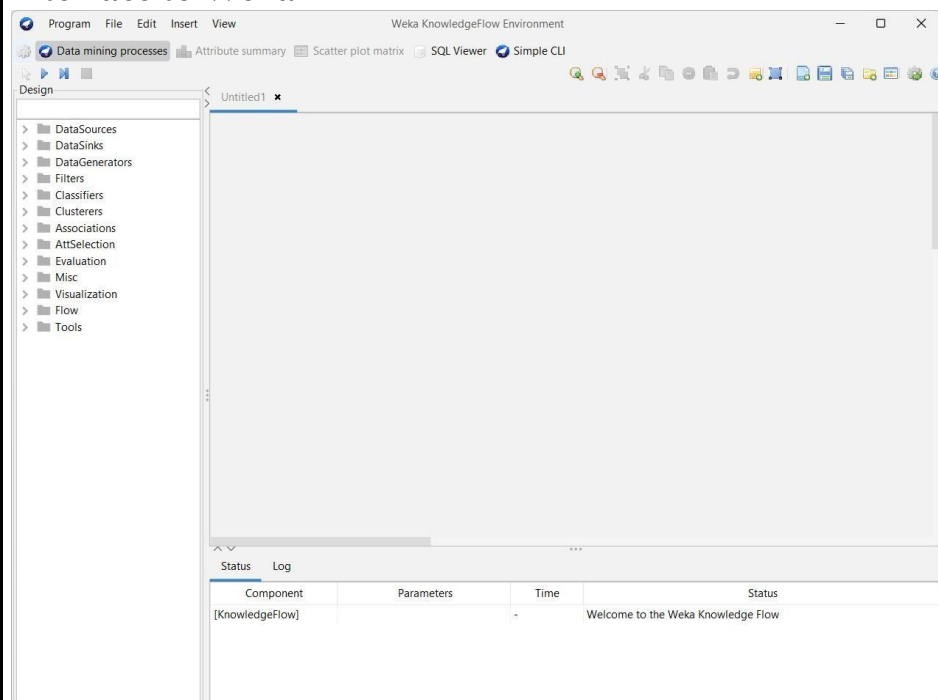 Program File Edit Insert View Weka KnowledgeFlow Environment
Data mining processes Attribute summary Scatter plot matrix SQL Viewer Simple CLI
Design
Untitled1
DataSources
DataSinks
DataGenerators
Filters
Classifiers
Clusterers
Associations
AttSelection
Evaluation
Misc
Visualization
Flow
Tools
Status Log
Component Parameters Time Status
[KnowledgeFlow] - Welcome to the Weka Knowledge Flow